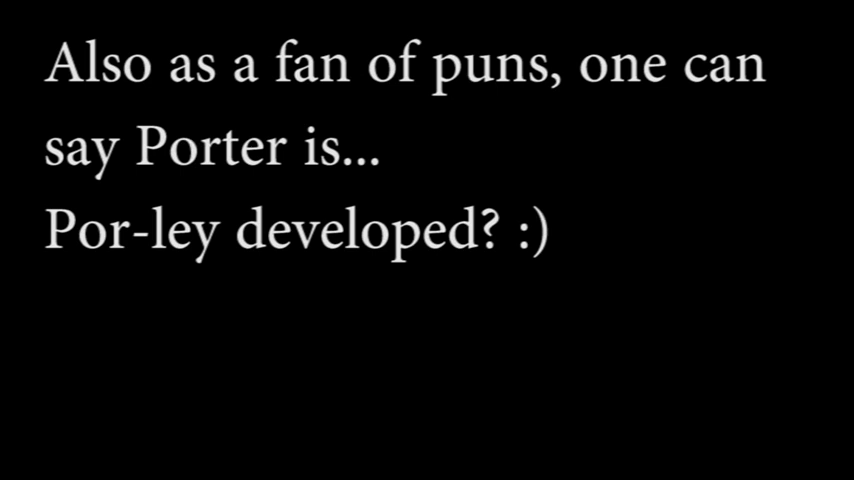 Also as a fan of puns, one can
say Porter is...
Por-ley developed? :)